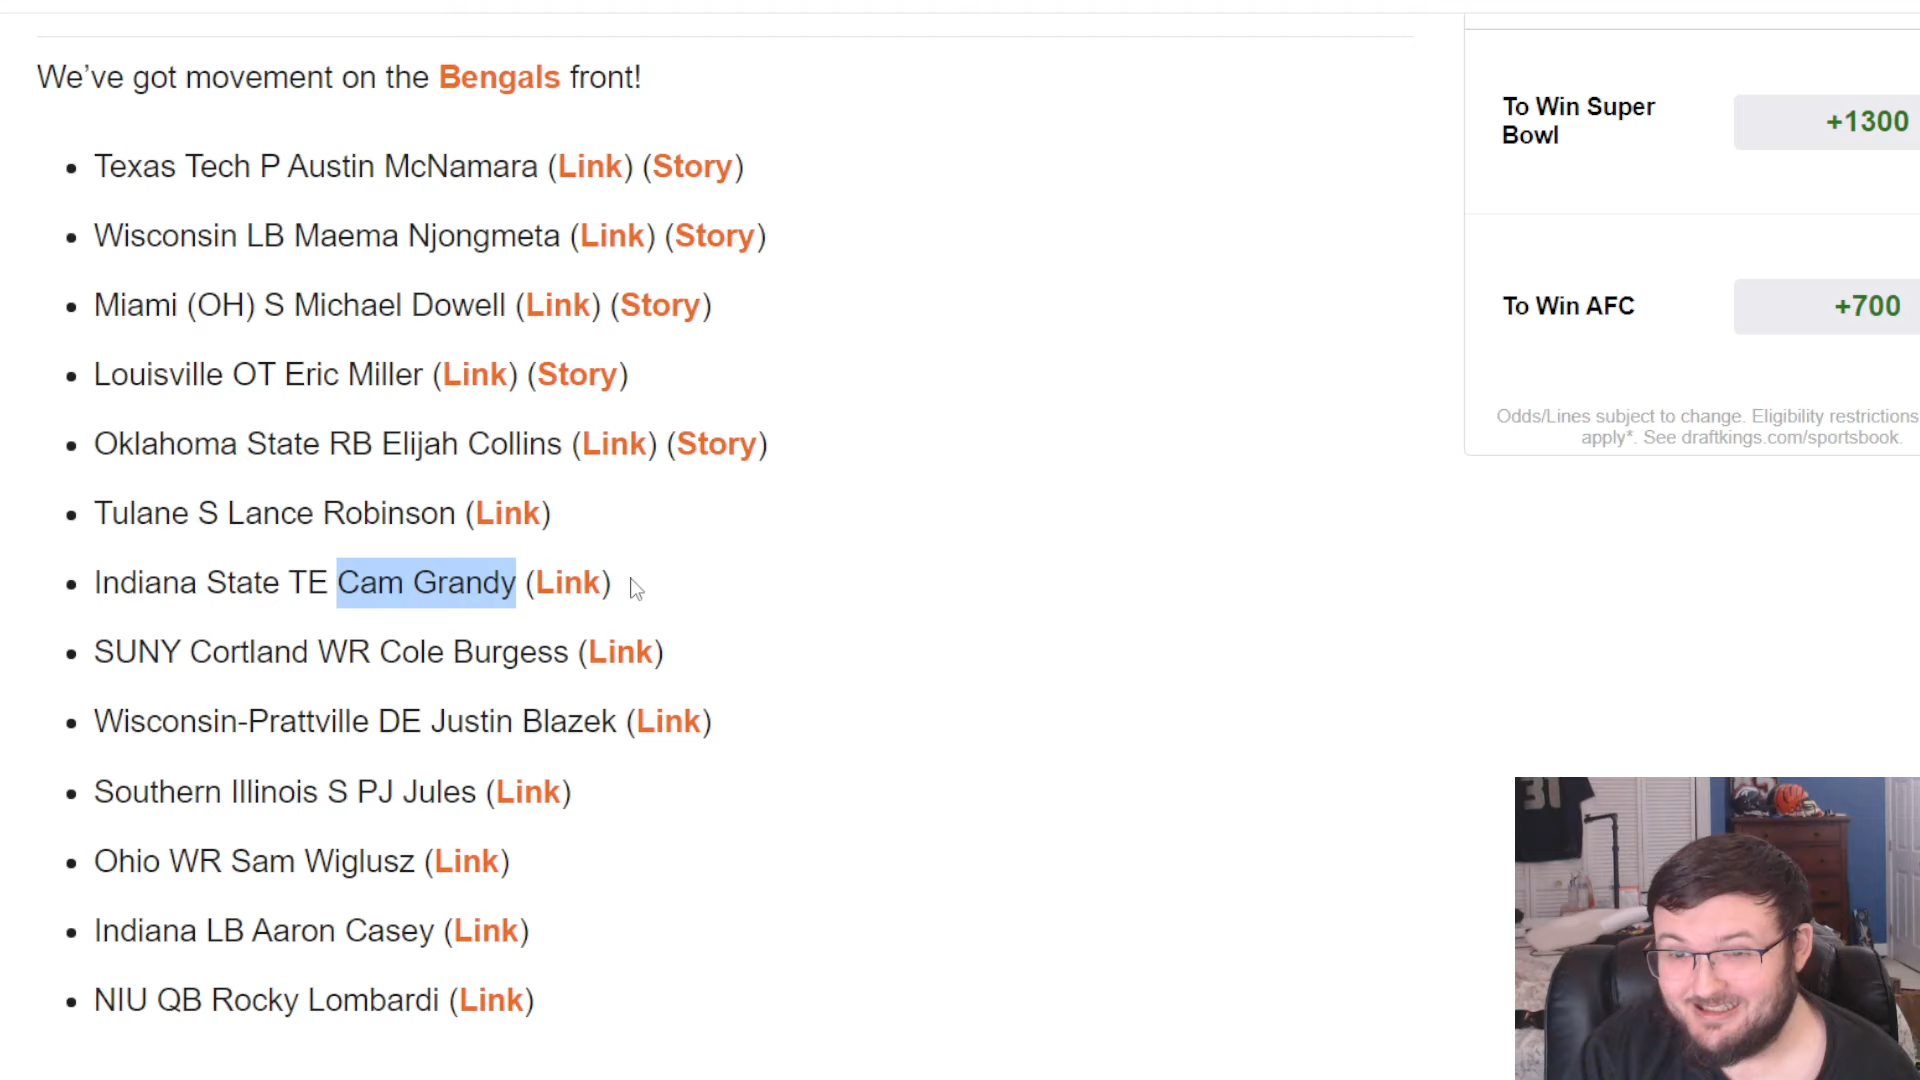 We've got movement on the Bengals front!
Texas Tech P Austin McNamara (Link) (Story)
Wisconsin LB Maema Njongmeta (Link) (Story)
Miami (OH) S Michael Dowell (Link) (Story)
Louisville OT Eric Miller (Link) (Story)
Oklahoma State RB Elijah Collins (Link) (Story)
Tulane S Lance Robinson (Link)
Indiana State TE Cam Grandy (Link)
SUNY Cortland WR Cole Burgess (Link)
Wisconsin-Prattville DE Justin Blazek (Link)
Southern Illinois S PJ Jules (Link)
Ohio WR Sam Wiglusz (Link)
Indiana LB Aaron Casey (Link)
NIU QB Rocky Lombardi (Link)
To Win Super
Bowl
+1300
To Win AFC
+700
Odds/Lines subject to change. Eligibility restrictions
apply*. See draftkings.com/sportsbook.
31